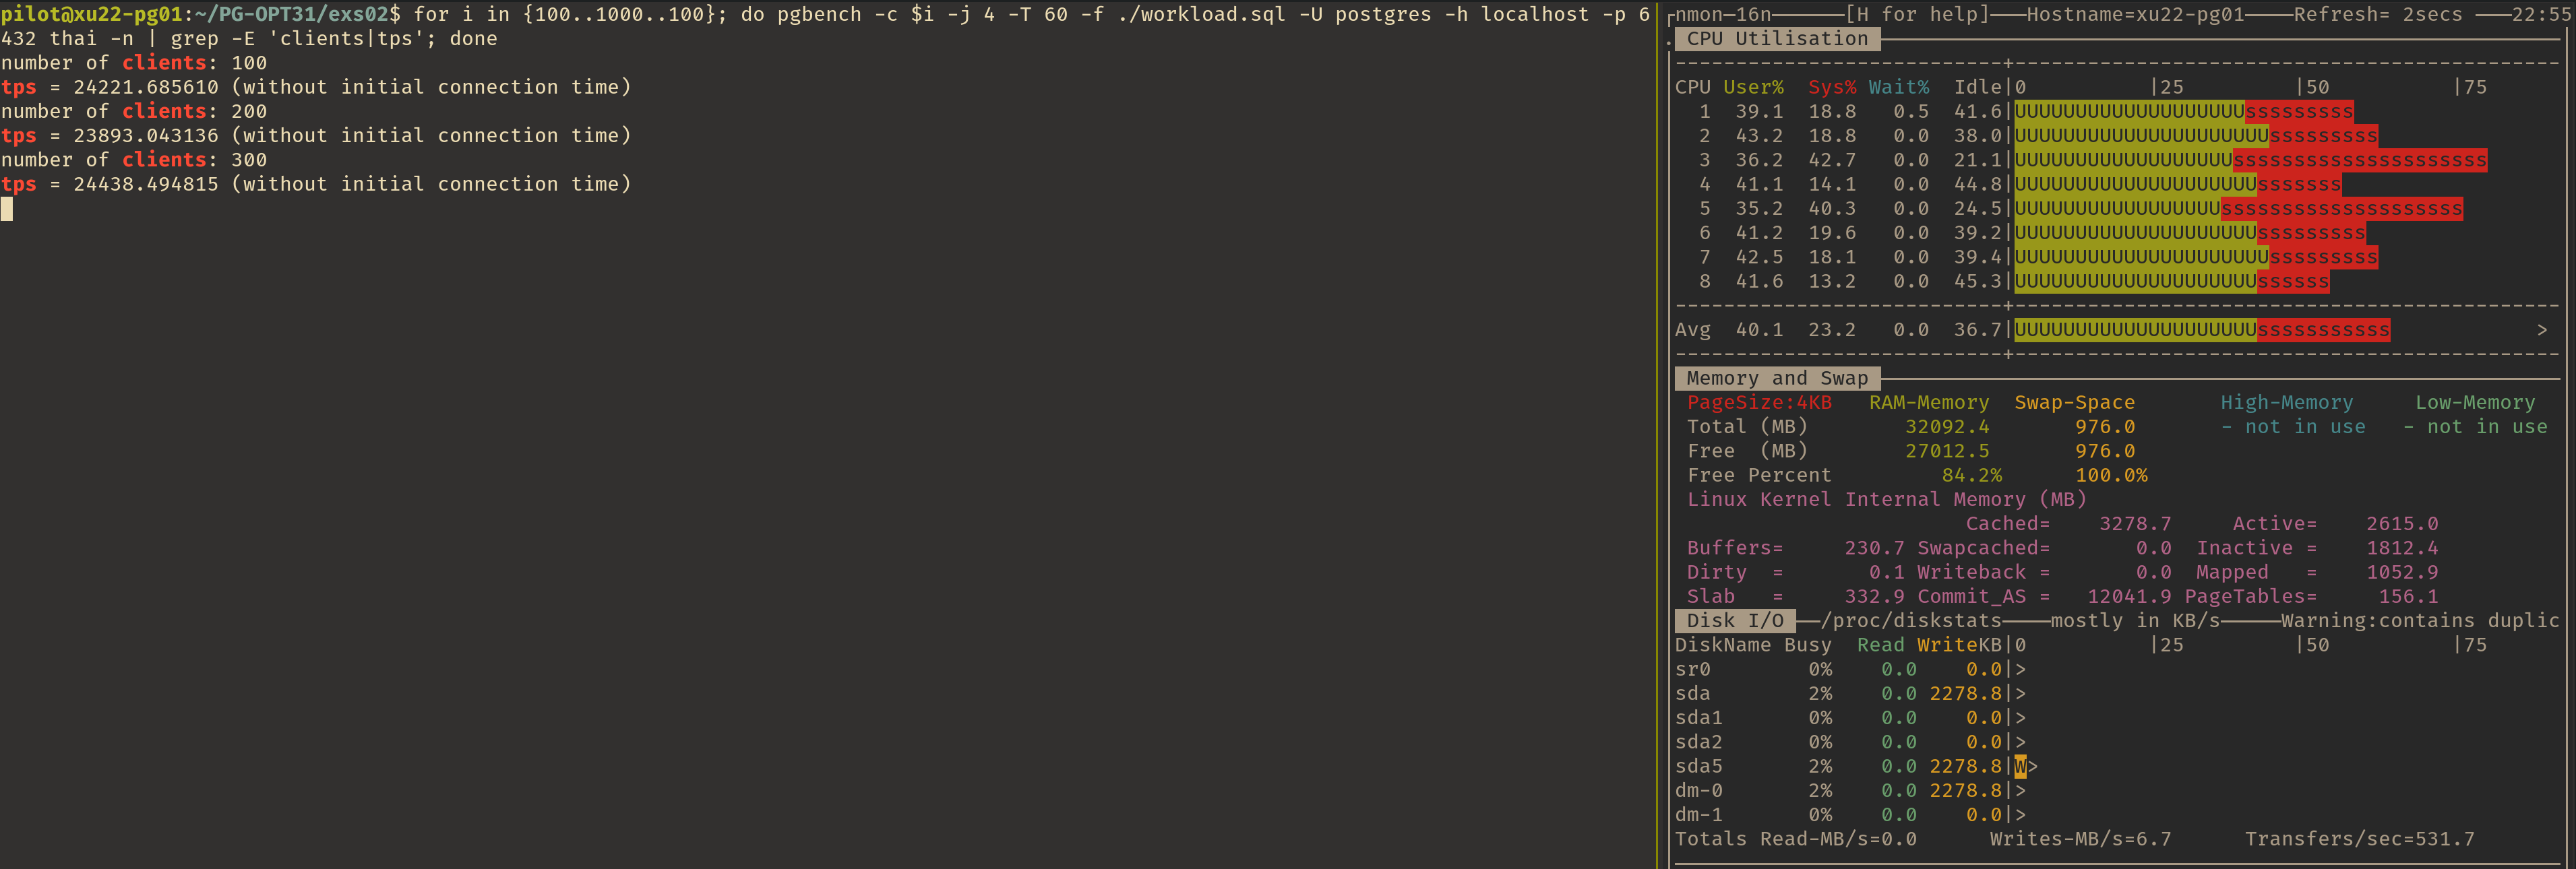 pilot@xu22-pg01:~/PG-OPT31/exs02$ for i in {100..1000..100}; do pgbench -c $i -j 4 -T 60 -f ./workload.sql -U postgres -h localhost -p 6
432 thai -n | grep -E 'clients|tps'; done
number of clients: 100
tps = 24221.685610 (without initial connection time)
number of clients: 200
tps = 23893.043136 (without initial connection time)
number of clients: 300
tps = 24438.494815 (without initial connection time)
nmon─16n [H for help] Hostname=xu22-pg01 Refresh= 2secs 22:55
CPU Utilisation
CPU User% Sys% Wait% Idle|0 |25 |50 |75
1 39.1 18.8 0.5 41.6|UUUUUUUUUUUUUUUUUUUsssssssss
2 43.2 18.8 0.0 38.0|UUUUUUUUUUUUUUUUUUUUUsssssssss
3 36.2 42.7 0.0 21.1|UUUUUUUUUUUUUUUUUUsssssssssssssssssssss
4 41.1 14.1 0.0 44.8|UUUUUUUUUUUUUUUUUUUUsssssss
5 35.2 40.3 0.0 24.5|UUUUUUUUUUUUUUUUUssssssssssssssssssss
6 41.2 19.6 0.0 39.2|UUUUUUUUUUUUUUUUUUUUsssssssss
7 42.5 18.1 0.0 39.4|UUUUUUUUUUUUUUUUUUUUUsssssssss
8 41.6 13.2 0.0 45.3|UUUUUUUUUUUUUUUUUUUUssssss
Avg 40.1 23.2 0.0 36.7|UUUUUUUUUUUUUUUUUUUUsssssssssss >
Memory and Swap
PageSize:4KB RAM-Memory Swap-Space High-Memory Low-Memory
Total (MB) 32092.4 976.0 - not in use - not in use
Free (MB) 27012.5 976.0
Free Percent 84.2% 100.0%
Linux Kernel Internal Memory (MB)
Cached= 3278.7 Active= 2615.0
Buffers= 230.7 Swapcached= 0.0 Inactive = 1812.4
Dirty = 0.1 Writeback = 0.0 Mapped = 1052.9
Slab = 332.9 Commit_AS = 12041.9 PageTables= 156.1
Disk I/O /proc/diskstats mostly in KB/s Warning:contains duplic
DiskName Busy Read WriteKB|0 |25 |50 |75
sr0 0% 0.0 0.0|>
sda 2% 0.0 2278.8|>
sda1 0% 0.0 0.0|>
sda2 0% 0.0 0.0|>
sda5 2% 0.0 2278.8|W>
dm-0 2% 0.0 2278.8|>
dm-1 0% 0.0 0.0|>
Totals Read-MB/s=0.0 Writes-MB/s=6.7 Transfers/sec=531.7